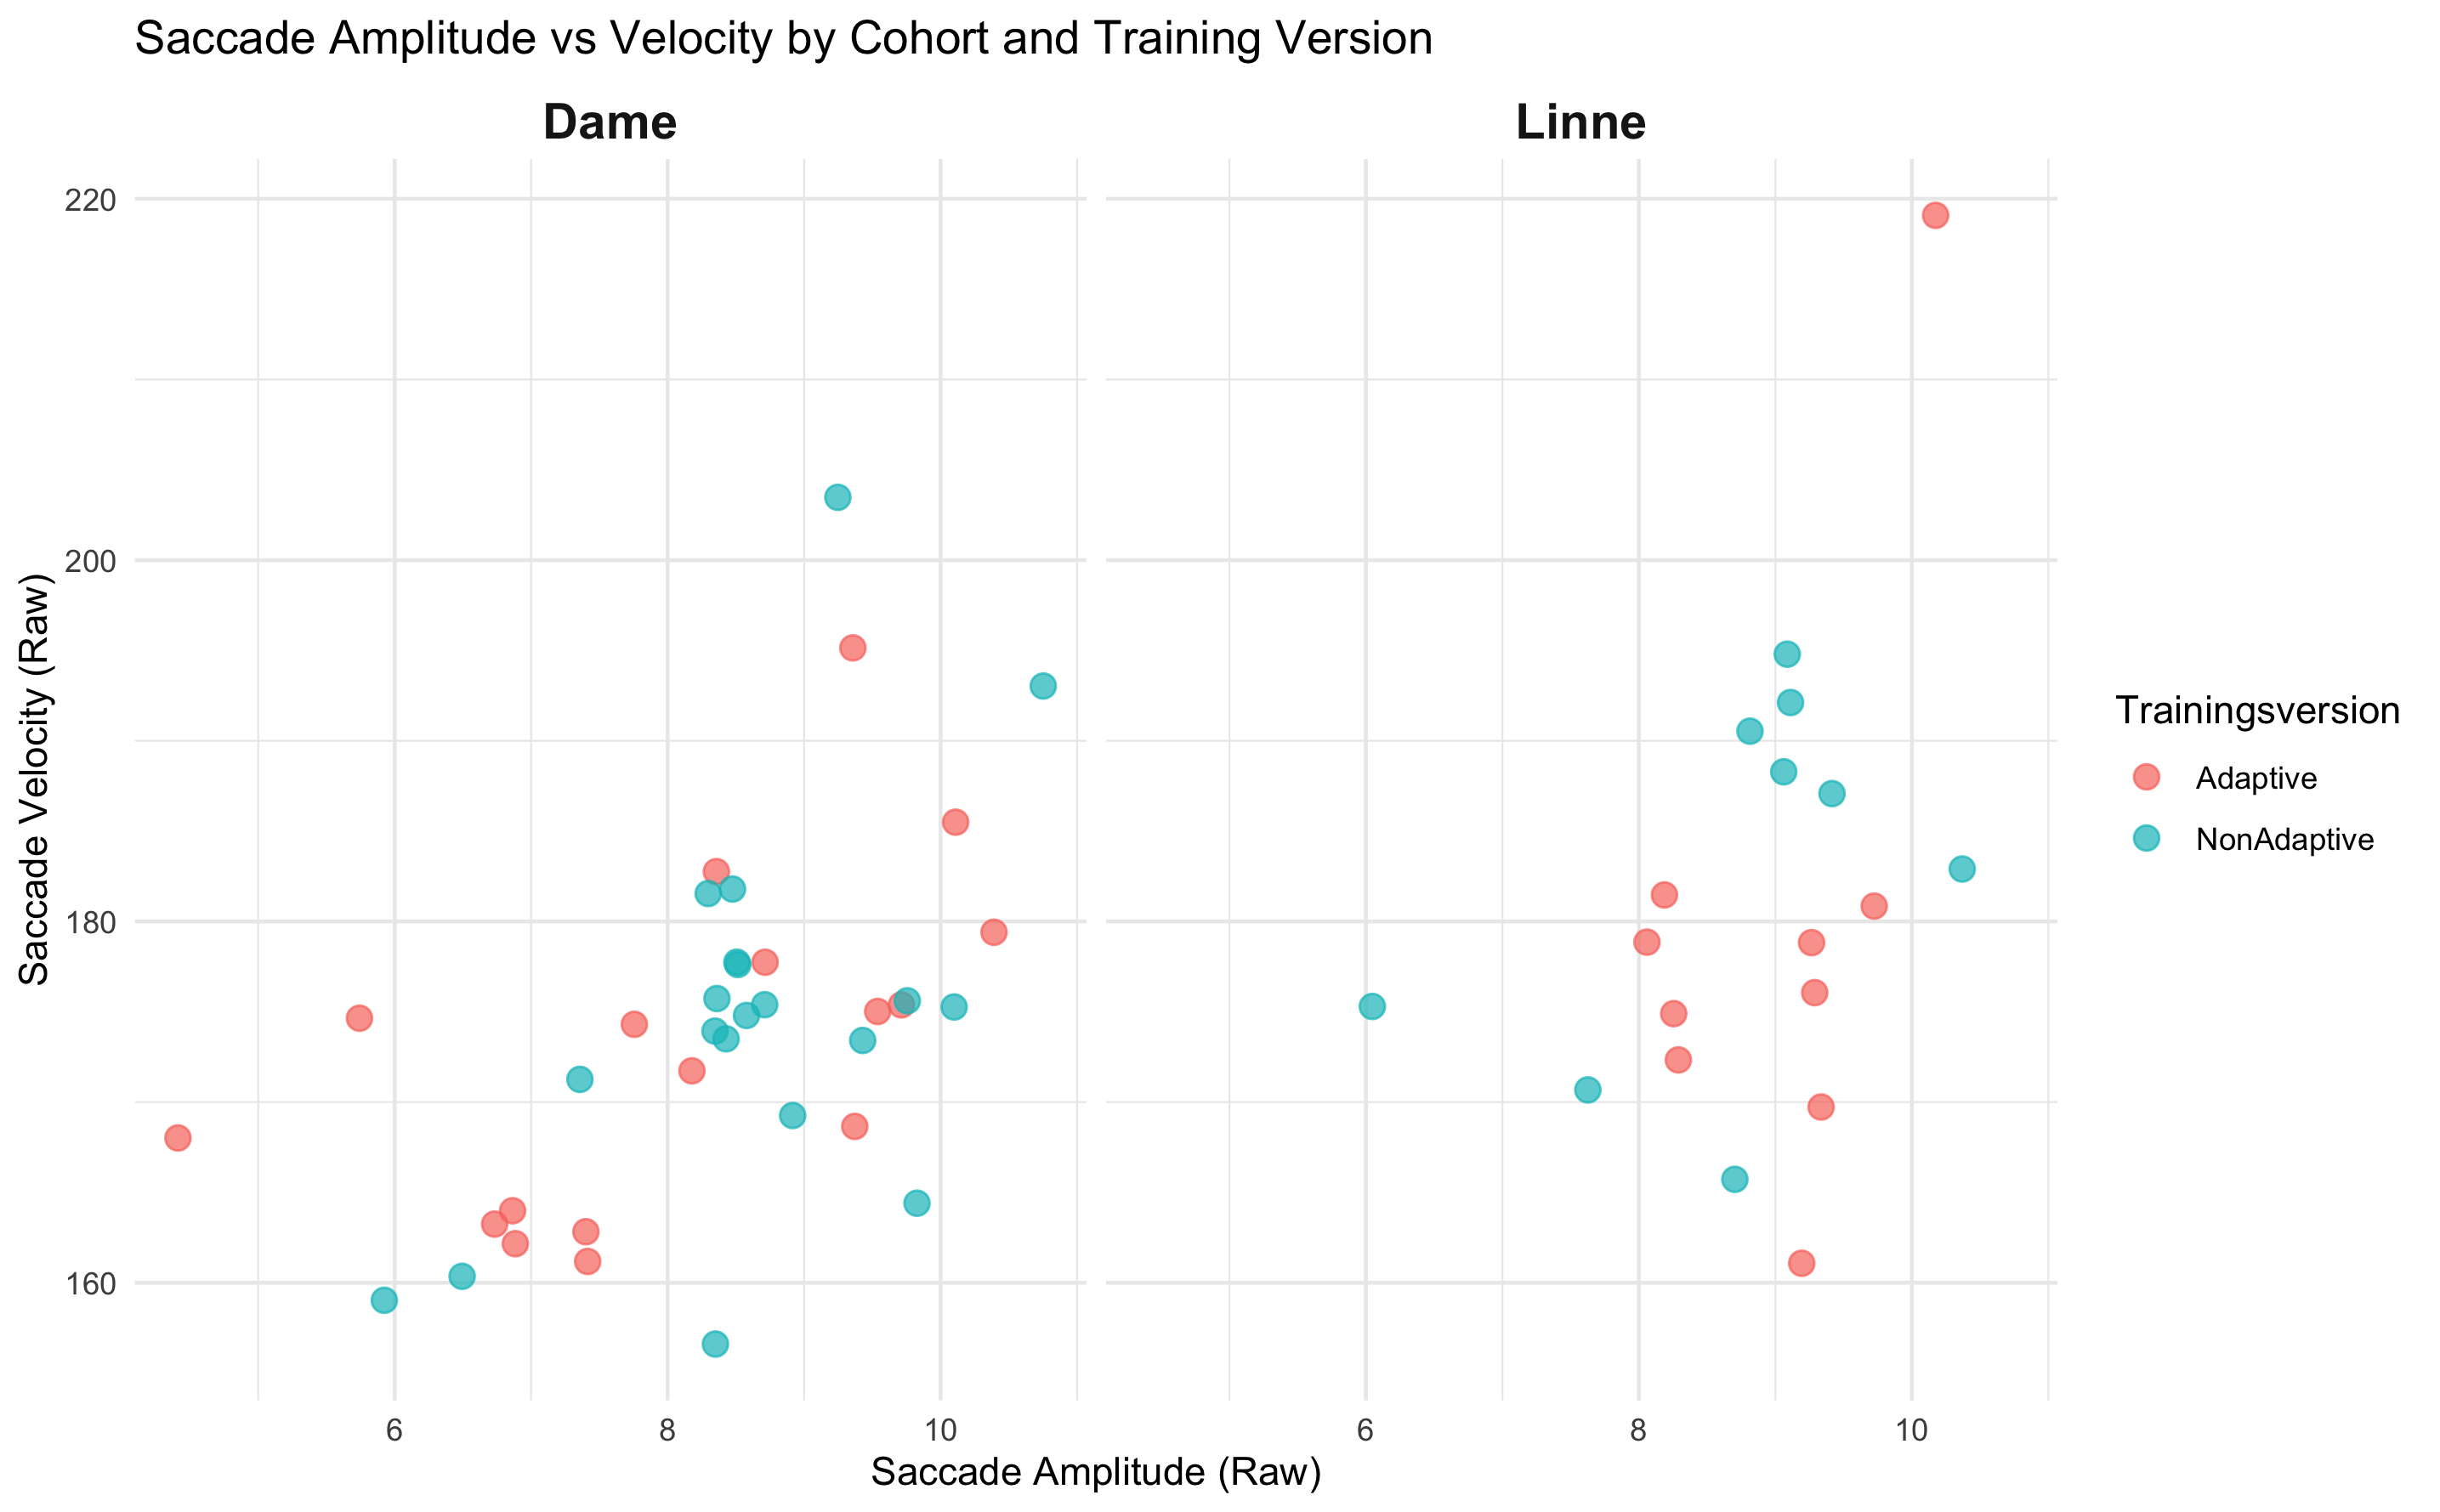 Saccade Amplitude vs Velocity by Cohort and Training Version
Dame
Linne
220
200
180
160
Saccade Velocity (Raw)
6
8
10
6
8
10
Saccade Amplitude (Raw)
Trainingsversion
Adaptive
NonAdaptive